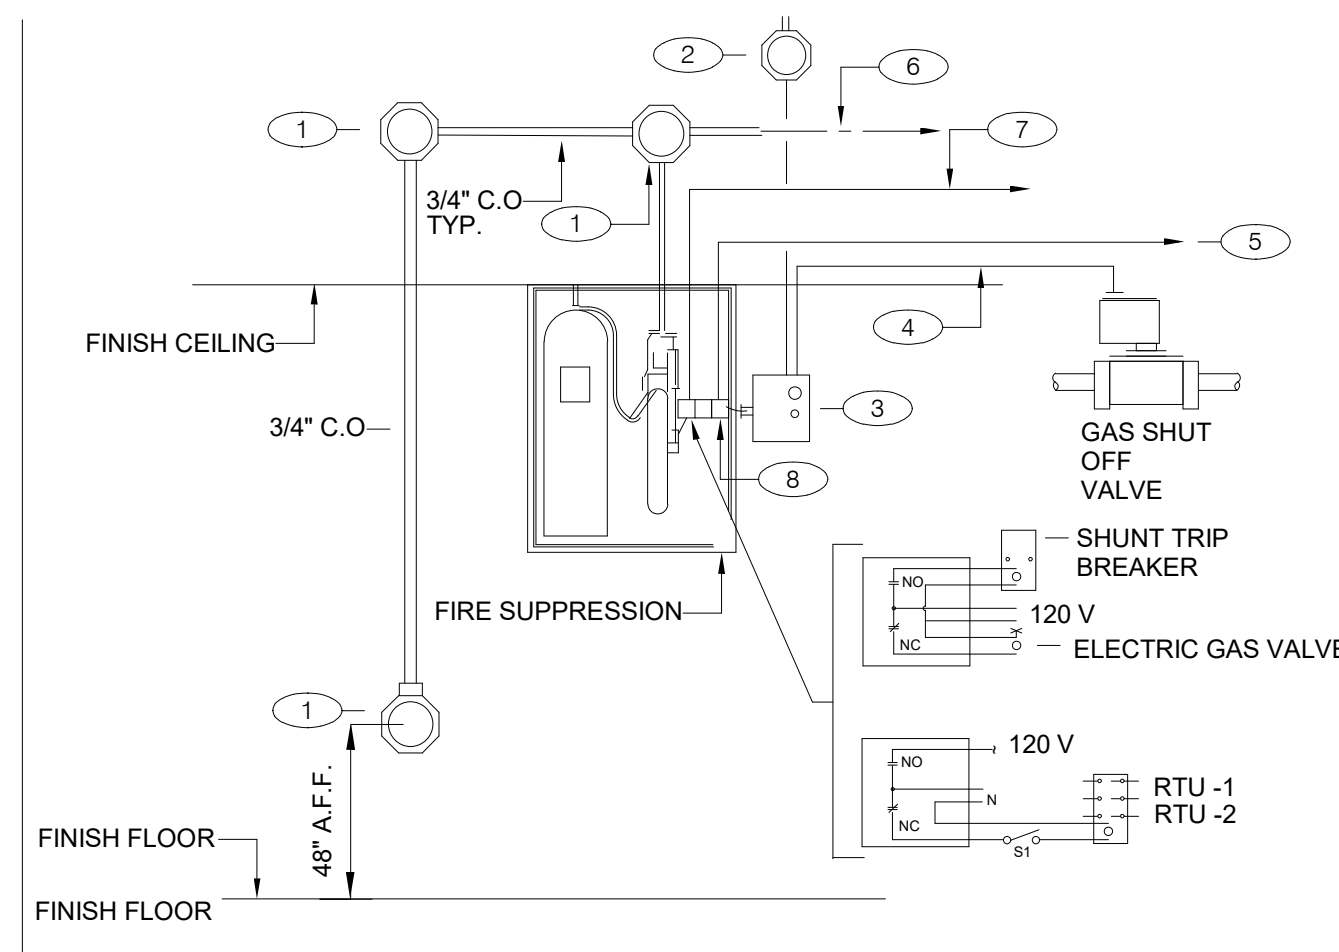 2
6
1
7
3/4" C.O
TYP.
1
5
4
FINISH CEILING
3
3/4" C.O
GAS SHUT
OFF
VALVE
8
SHUNT TRIP
BREAKER
NO
FIRE SUPPRESSION
120 V
NC
ELECTRIC GAS VALVE
1
120 V
NO
48" A.F.F.
RTU -1
N
RTU -2
NC
S1
FINISH FLOOR
FINISH FLOOR